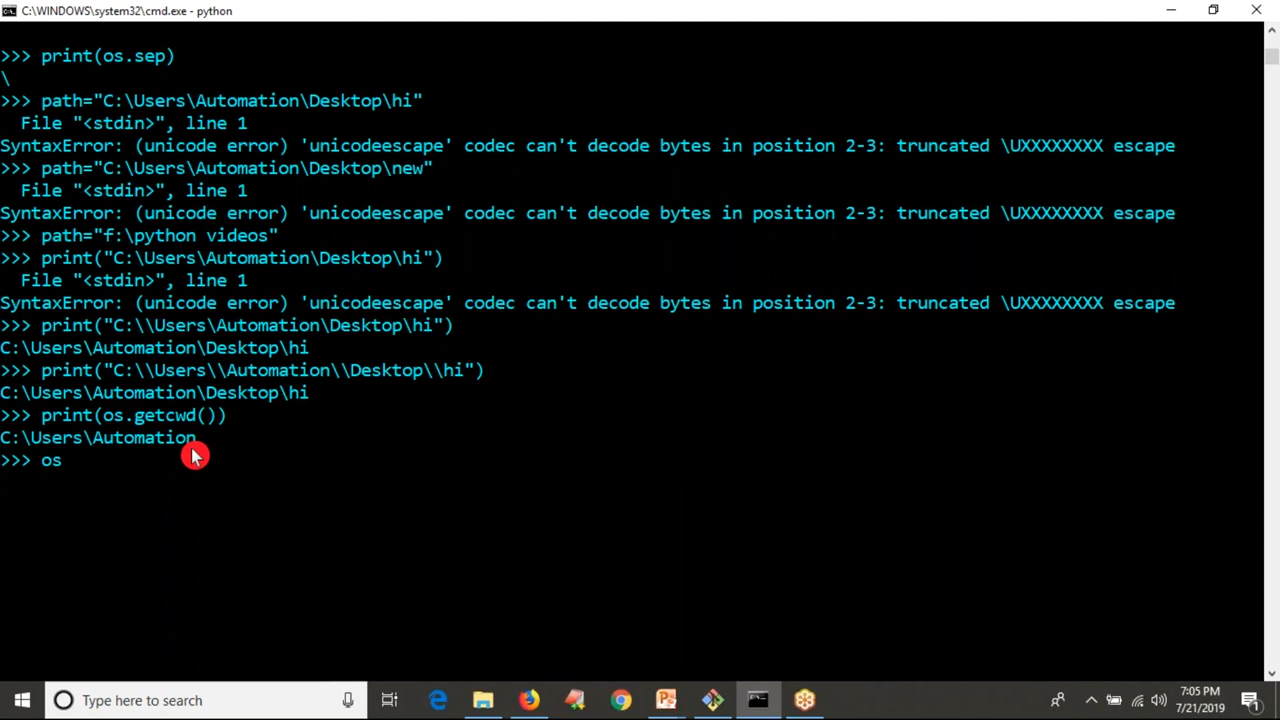 C:\WINDOWS\system32\cmd.exe - python
>>> print(os.sep)
\
>>> path="C:\Users\Automation\Desktop\hi"
  File "<stdin>", line 1
SyntaxError: (unicode error) 'unicodeescape' codec can't decode bytes in position 2-3: truncated \UXXXXXXXX escape
>>> path="C:\Users\Automation\Desktop\new"
  File "<stdin>", line 1
SyntaxError: (unicode error) 'unicodeescape' codec can't decode bytes in position 2-3: truncated \UXXXXXXXX escape
>>> path="f:\python videos"
>>> print("C:\Users\Automation\Desktop\hi")
  File "<stdin>", line 1
SyntaxError: (unicode error) 'unicodeescape' codec can't decode bytes in position 2-3: truncated \UXXXXXXXX escape
>>> print("C:\\Users\Automation\Desktop\hi")
C:\Users\Automation\Desktop\hi
>>> print("C:\\Users\\Automation\\Desktop\\hi")
C:\Users\Automation\Desktop\hi
>>> print(os.getcwd())
C:\Users\Automation
>>> os
Type here to search
7:05 PM
7/21/2019
1